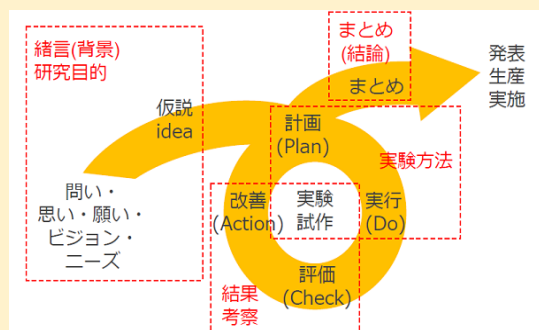 緒言(背景)
研究目的
仮説
idea
問い・
思い・願い・
ビジョン・
ニーズ
まとめ
(結論)
まとめ
発表
生産
実施
計画
(Plan)
実験方法
改善
(Action)
実験
試作
実行
(Do)
評価
(Check)
結果
考察